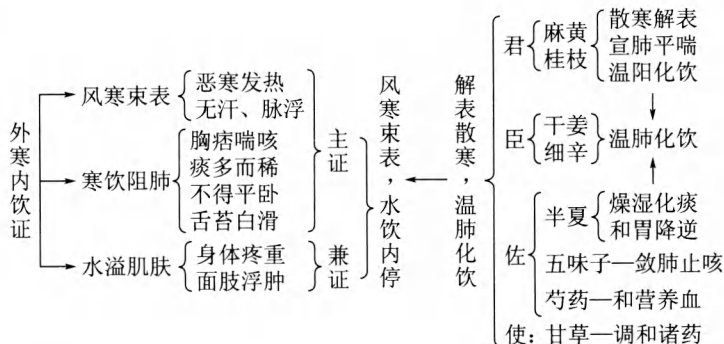 外寒内饮证
风寒束表
恶寒发热
无汗、脉浮
寒饮阻肺
胸痞喘咳
痰多而稀
不得平卧
舌苔白滑
水溢肌肤
身体疼重
面肢浮肿
主证
兼证
风寒束表，水饮内停
解表散寒，温肺化饮
君
麻黄
桂枝
散寒解表
宣肺平喘
温阳化饮
臣
干姜
细辛
温肺化饮
佐
半夏
燥湿化痰
和胃降逆
五味子—敛肺止咳
芍药—和营养血
使：甘草—调和诸药